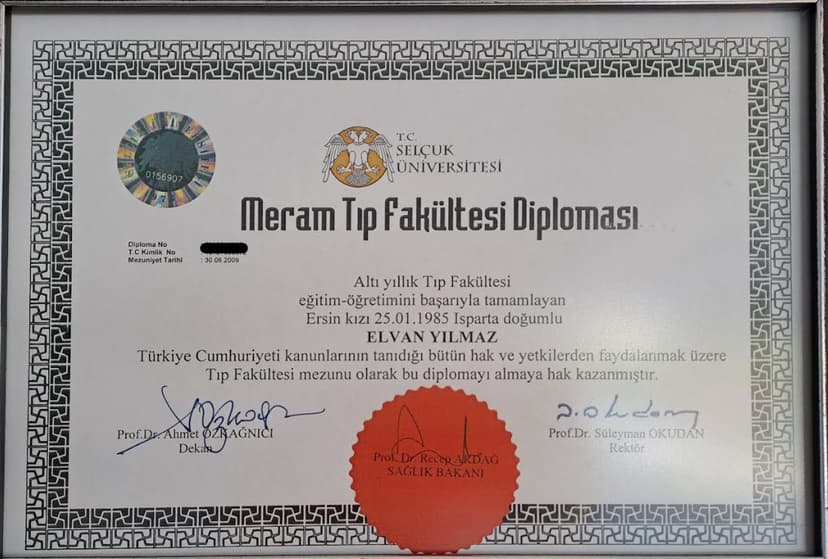 0156907
T.C.
SELÇUK
ÜNİVERSİTESİ
Meram Tıp Fakültesi Diploması
Diploma No
T.C Kimlik No
Mezuniyet Tarihi : 30.06.2009
Altı yıllık Tıp Fakültesi
eğitim-öğretimini başarıyla tamamlayan
Ersin kızı 25.01.1985 Isparta doğumlu
ELVAN YILMAZ
Türkiye Cumhuriyeti kanunlarının tanıdığı bütün hak ve yetkilerden faydalanmak üzere
Tıp Fakültesi mezunu olarak bu diplomayı almaya hak kazanmıştır.
Prof.Dr. Ahmet ÖZKAĞNICI
Dekan
Prof. Dr. Recep AKDAĞ
SAĞLIK BAKANI
Prof.Dr. Süleyman OKUDAN
Rektör